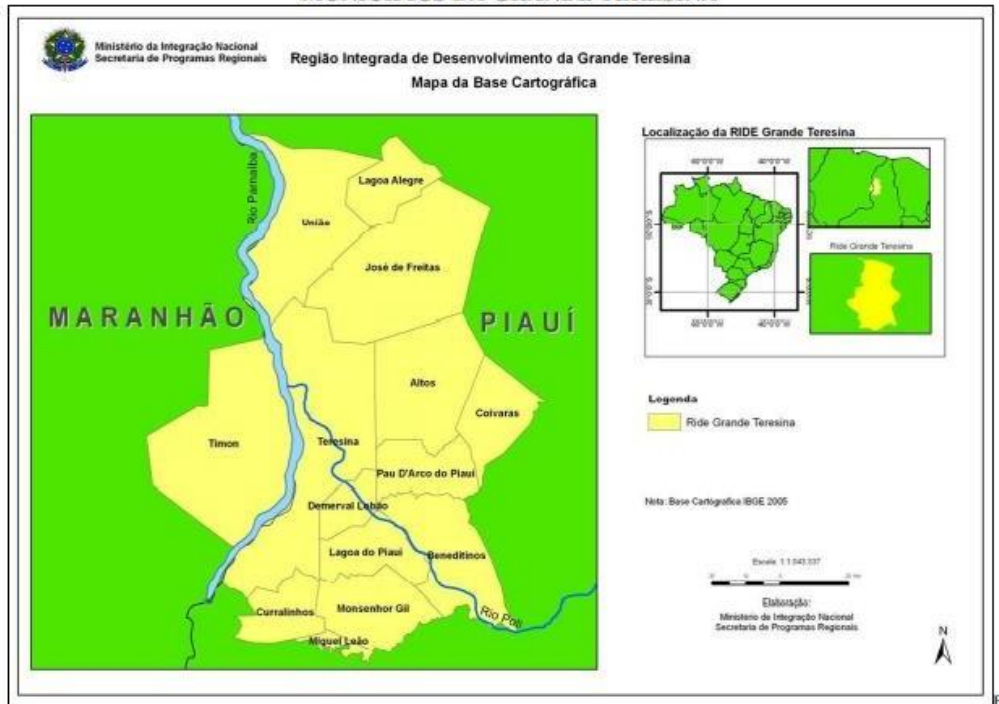 Ministério da Integração Nacional
Secretaria de Programas Regionais
Região Integrada de Desenvolvimento da Grande Teresina
Mapa da Base Cartográfica
Rio Parnaíba
Lagoa Alegre
União
José de Freitas
MARANHÃO
PIAUÍ
Altos
Coivaras
Timon
Teresina
Pau D'Arco do Piauí
Demerval Lobão
Lagoa do Piauí
Beneditinos
Curralinhos
Monsenhor Gil
Rio Poti
Miguel Leão
Localização da RIDE Grande Teresina
Ride Grande Teresina
Legenda
Ride Grande Teresina
Nota: Base Cartográfica IBGE 2005
Elaboração:
Ministério da Integração Nacional
Secretaria de Programas Regionais
N